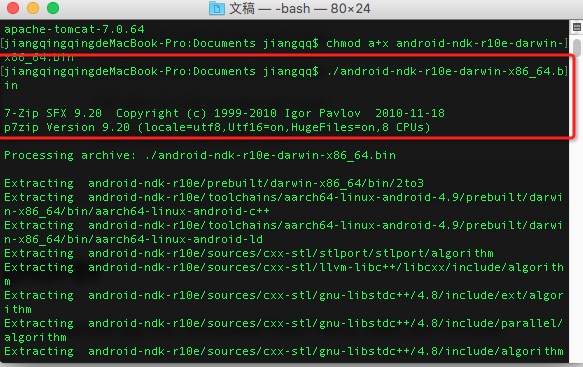 文稿 — -bash — 80×24
apache-tomcat-7.0.64
[jiangqingqingdeMacBook-Pro:Documents jiangqq$ chmod a+x android-ndk-r10e-darwin-]
x86_64.bin
[jiangqingqingdeMacBook-Pro:Documents jiangqq$ ./android-ndk-r10e-darwin-x86_64.b]
in
7-Zip SFX 9.20  Copyright (c) 1999-2010 Igor Pavlov  2010-11-18
p7zip Version 9.20 (locale=utf8,Utf16=on,HugeFiles=on,8 CPUs)
Processing archive: ./android-ndk-r10e-darwin-x86_64.bin
Extracting  android-ndk-r10e/prebuilt/darwin-x86_64/bin/2to3
Extracting  android-ndk-r10e/toolchains/aarch64-linux-android-4.9/prebuilt/darwi
n-x86_64/bin/aarch64-linux-android-c++
Extracting  android-ndk-r10e/toolchains/aarch64-linux-android-4.9/prebuilt/darwi
n-x86_64/bin/aarch64-linux-android-ld
Extracting  android-ndk-r10e/sources/cxx-stl/stlport/stlport/algorithm
Extracting  android-ndk-r10e/sources/cxx-stl/llvm-libc++/libcxx/include/algorith
m
Extracting  android-ndk-r10e/sources/cxx-stl/gnu-libstdc++/4.8/include/ext/algor
ithm
Extracting  android-ndk-r10e/sources/cxx-stl/gnu-libstdc++/4.8/include/parallel/
algorithm
Extracting  android-ndk-r10e/sources/cxx-stl/gnu-libstdc++/4.8/include/algorithm